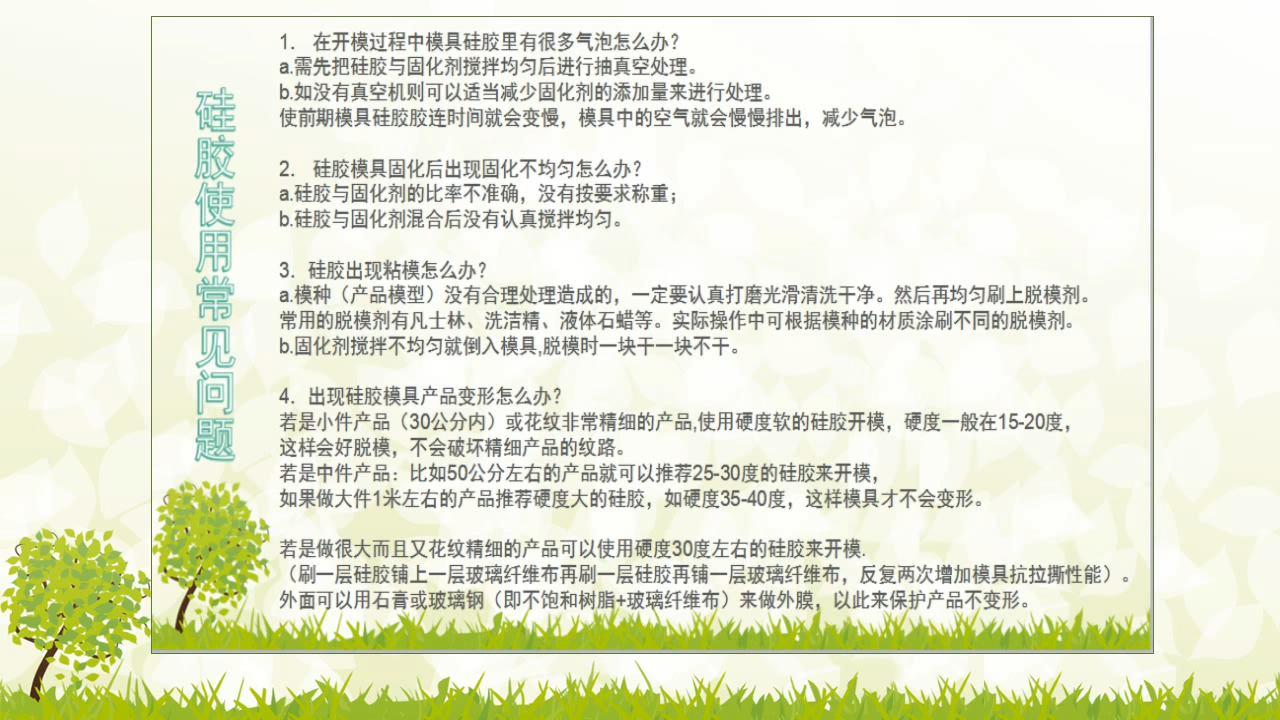 硅胶使用常见问题
1. 在开模过程中模具硅胶里有很多气泡怎么办?
a.需先把硅胶与固化剂搅拌均匀后进行抽真空处理。
b.如没有真空机则可以适当减少固化剂的添加量来进行处理。
使前期模具硅胶胶连时间就会变慢，模具中的空气就会慢慢排出，减少气泡。
2. 硅胶模具固化后出现固化不均匀怎么办?
a.硅胶与固化剂的比率不准确，没有按要求称重；
b.硅胶与固化剂混合后没有认真搅拌均匀。
3. 硅胶出现粘模怎么办?
a.模种（产品模型）没有合理处理造成的，一定要认真打磨光滑清洗干净。然后再均匀刷上脱模剂。
常用的脱模剂有凡士林、洗洁精、液体石蜡等。实际操作中可根据模种的材质涂刷不同的脱模剂。
b.固化剂搅拌不均匀就倒入模具,脱模时一块干一块不干。
4. 出现硅胶模具产品变形怎么办?
若是小件产品（30公分内）或花纹非常精细的产品,使用硬度软的硅胶开模，硬度一般在15-20度，
这样会好脱模，不会破坏精细产品的纹路。
若是中件产品：比如50公分左右的产品就可以推荐25-30度的硅胶来开模，
如果做大件1米左右的产品推荐硬度大的硅胶，如硬度35-40度，这样模具才不会变形。
若是做很大而且又花纹精细的产品可以使用硬度30度左右的硅胶来开模.
（刷一层硅胶铺上一层玻璃纤维布再刷一层硅胶再铺一层玻璃纤维布，反复两次增加模具抗拉撕性能）。
外面可以用石膏或玻璃钢（即不饱和树脂+玻璃纤维布）来做外膜，以此来保护产品不变形。